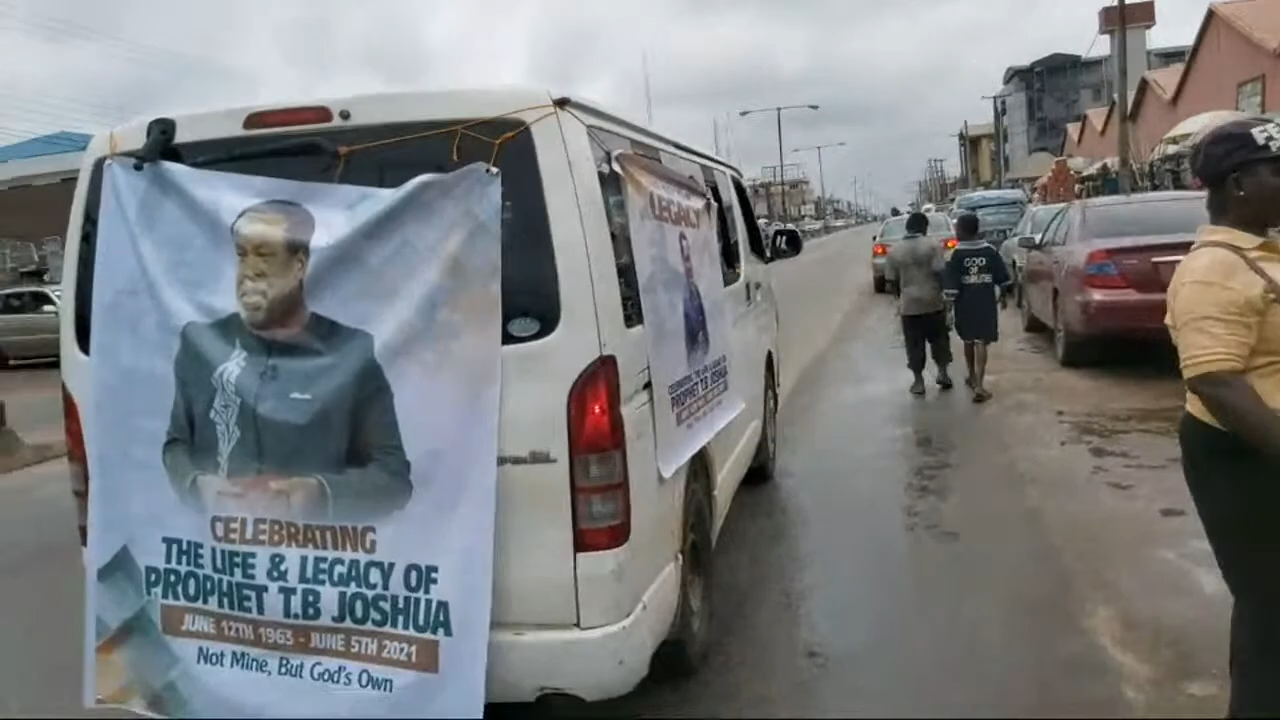 CELEBRATING
THE LIFE & LEGACY OF
PROPHET T.B JOSHUA
JUNE 12TH 1963 - JUNE 5TH 2021
Not Mine, But God's Own
LEGACY
CELEBRATING THE LIFE & LEGACY OF
PROPHET T.B JOSHUA
GOD
OF